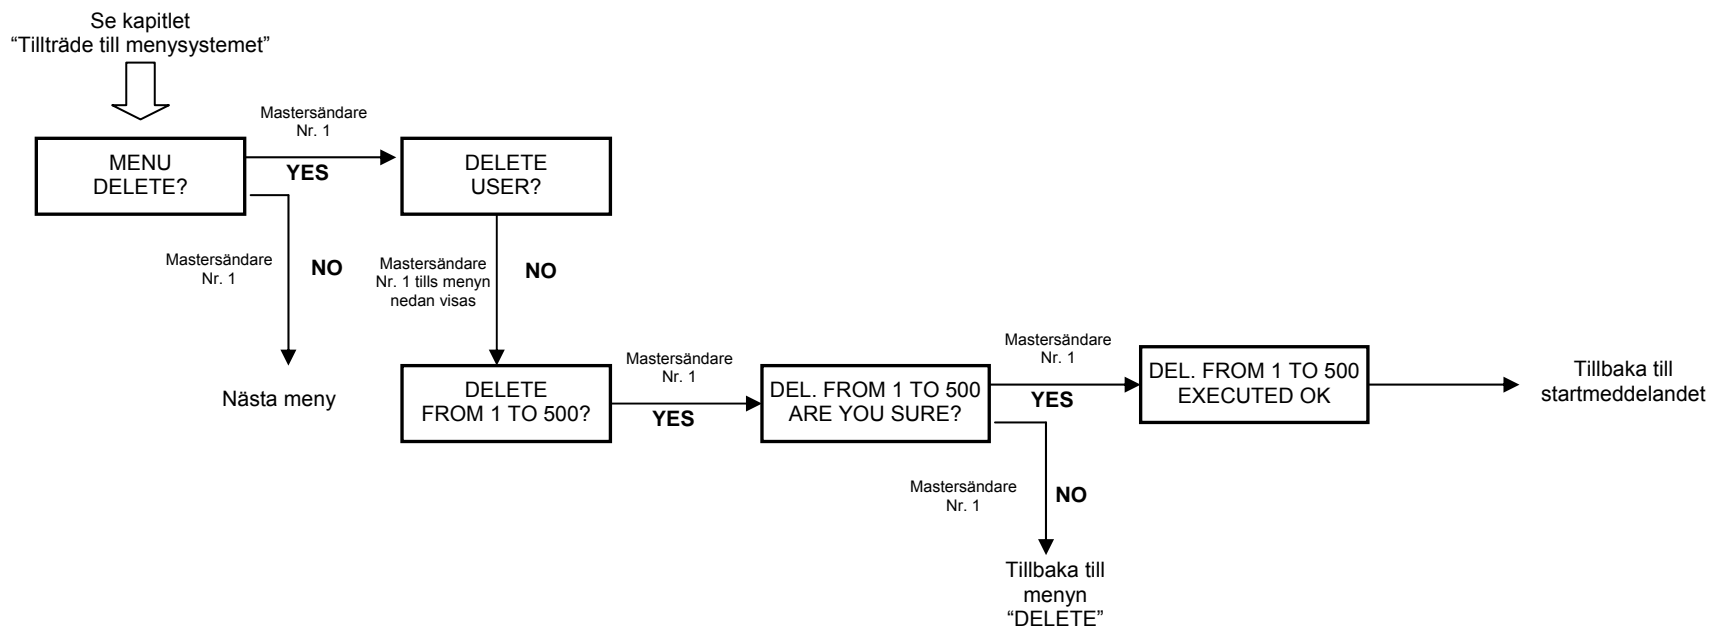 Se kapitlet
“Tillträde till menysystemet”
Mastersändare
Nr. 1
YES
MENU
DELETE?
DELETE
USER?
Mastersändare
Nr. 1
NO
Mastersändare
Nr. 1 tills menyn
nedan visas
NO
Nästa meny
DELETE
FROM 1 TO 500?
Mastersändare
Nr. 1
YES
DEL. FROM 1 TO 500
ARE YOU SURE?
Mastersändare
Nr. 1
YES
DEL. FROM 1 TO 500
EXECUTED OK
Tillbaka till
startmeddelandet
Mastersändare
Nr. 1
NO
Tillbaka till
menyn
“DELETE”